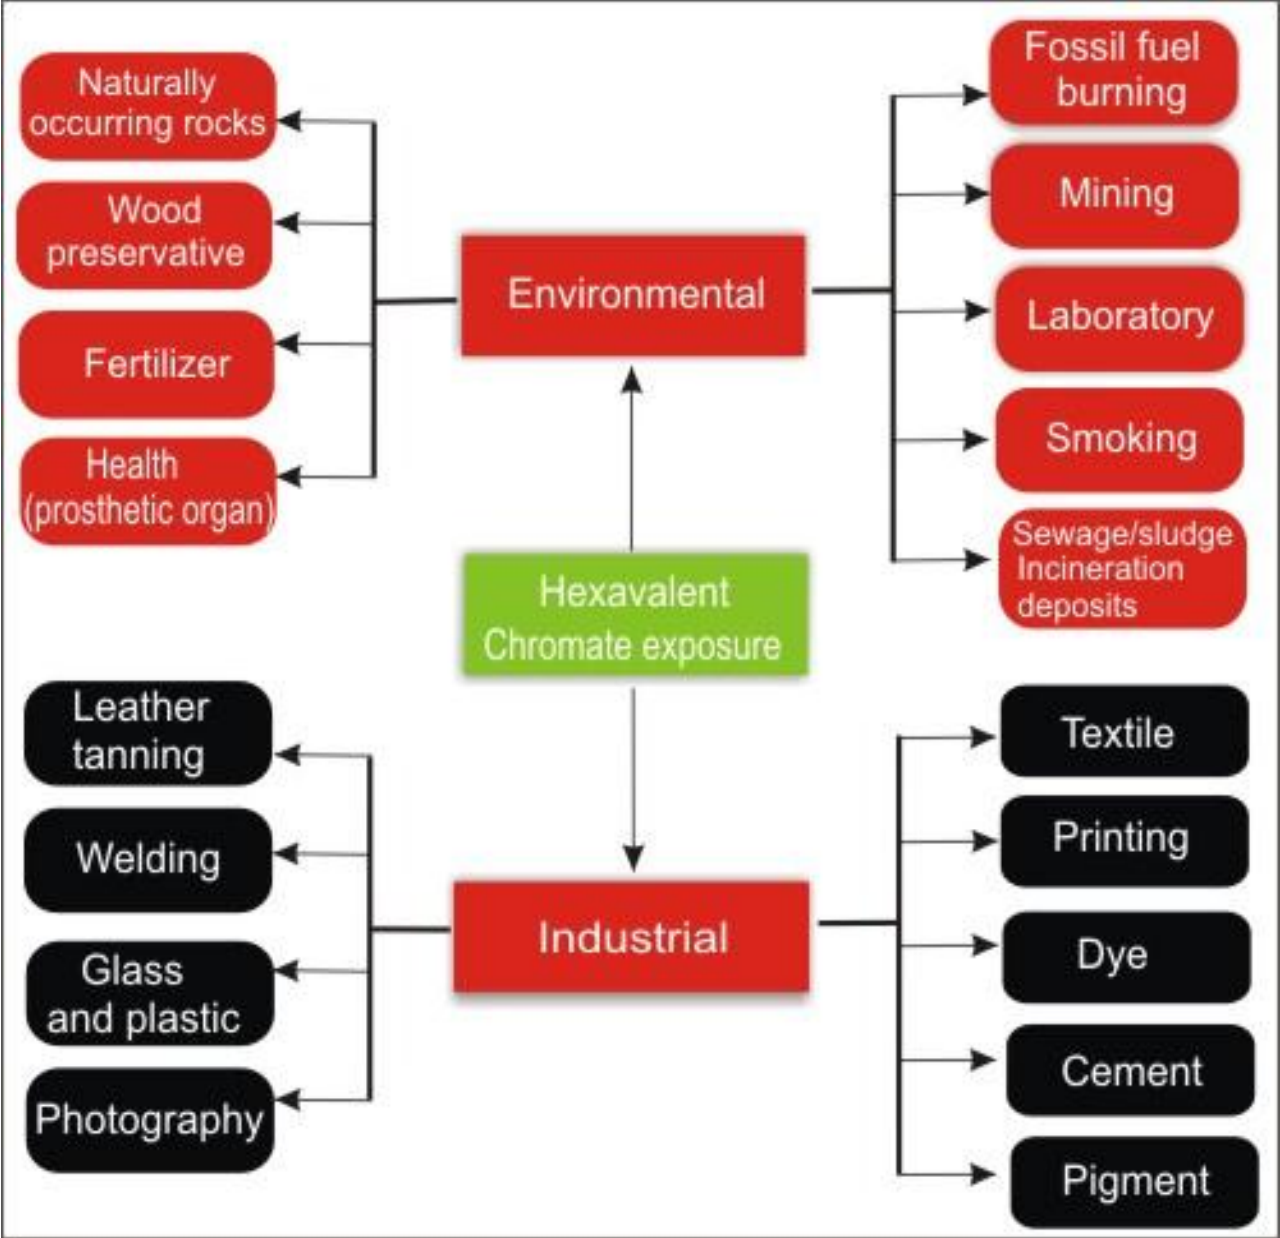 Naturally
occurring rocks
Wood
preservative
Fertilizer
Health
(prosthetic organ)
Environmental
Fossil fuel
burning
Mining
Laboratory
Smoking
Sewage/sludge
Incineration
deposits
Hexavalent
Chromate exposure
Leather
tanning
Welding
Glass
and plastic
Photography
Industrial
Textile
Printing
Dye
Cement
Pigment